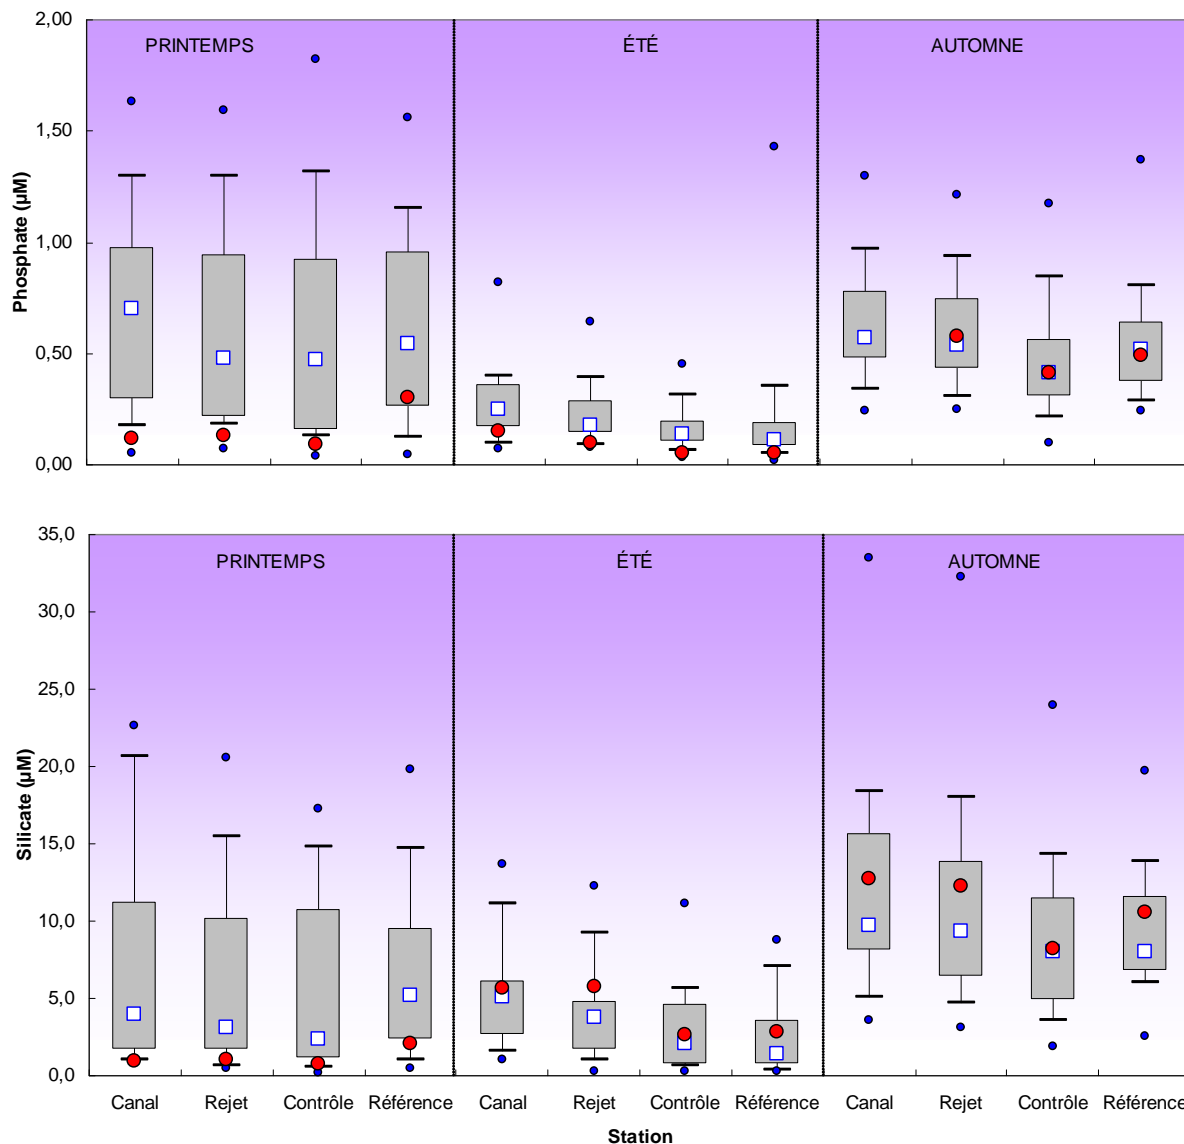 2,00
PRINTEMPS ÉTÉ AUTOMNE
1,50
1,00
0,50
0,00
Phosphate (µM)
35,0
PRINTEMPS ÉTÉ AUTOMNE
30,0
25,0
20,0
15,0
10,0
5,0
0,0
Silicate (µM)
Canal Rejet Contrôle Référence Canal Rejet Contrôle Référence Canal Rejet Contrôle Référence
Station